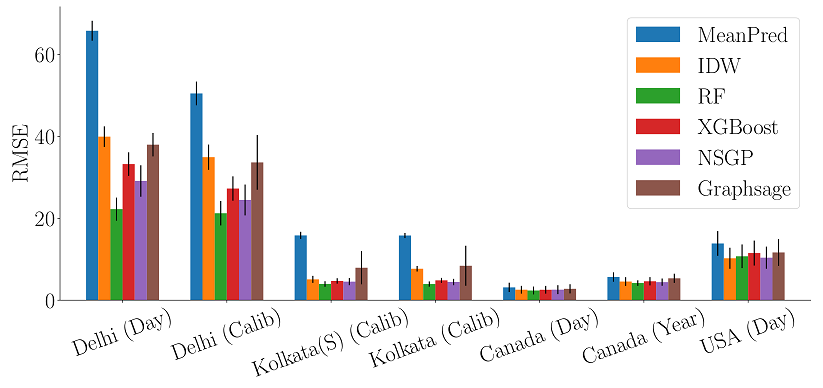 RMSE
60
40
20
0
MeanPred
IDW
RF
XGBoost
NSGP
Graphsage
Delhi (Day)
Delhi (Calib)
Kolkata(S) (Calib)
Kolkata (Calib)
Canada (Day)
Canada (Year)
USA (Day)